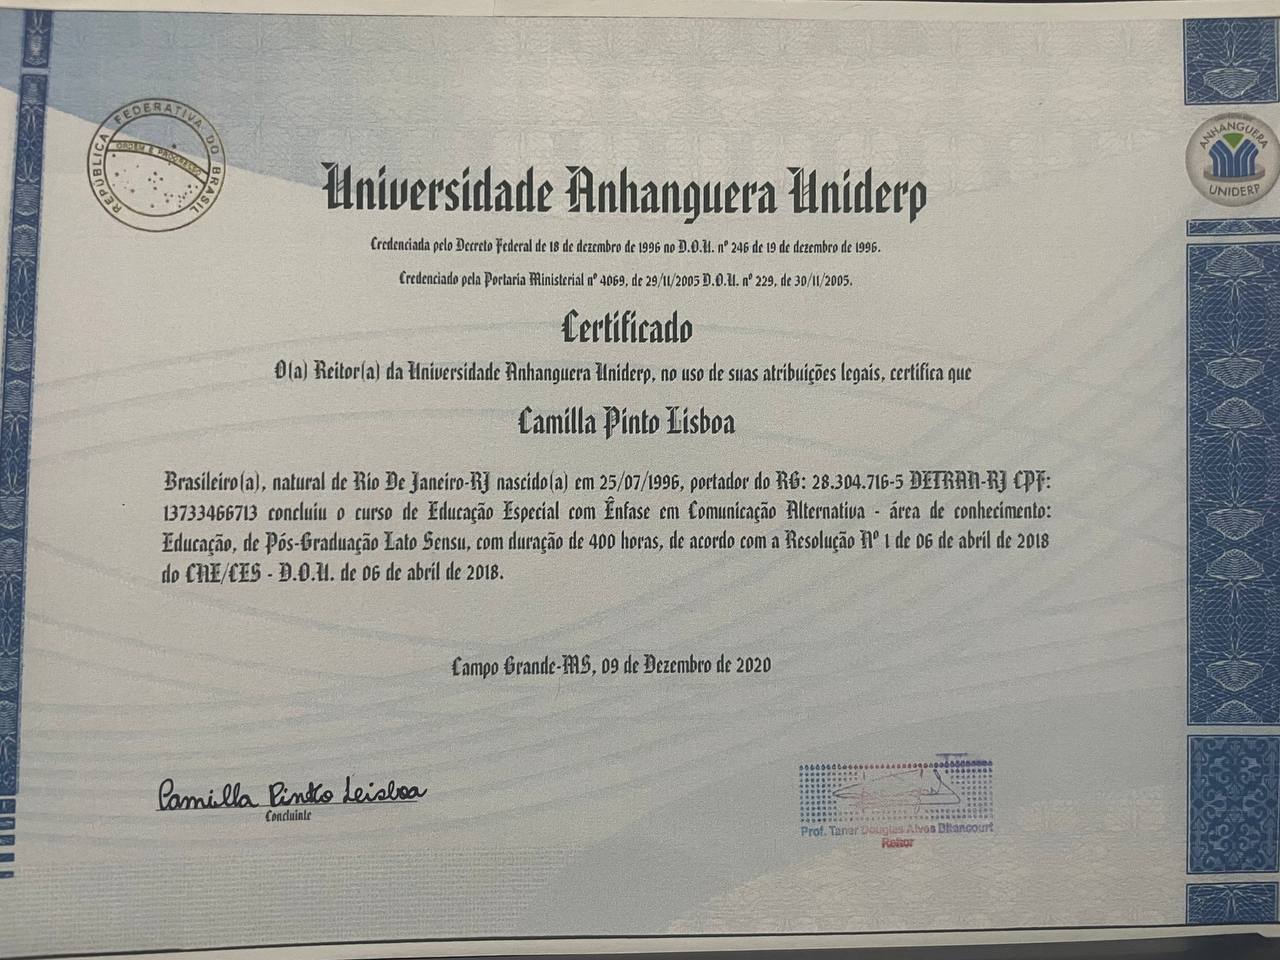 REPÚBLICA FEDERATIVA DO BRASIL
ORDEM E PROGRESSO
ANHANGUERA
UNIDERP
Universidade Anhanguera Uniderp
Credenciada pelo Decreto Federal de 18 de dezembro de 1996 no D.O.U. nº 246 de 19 de dezembro de 1996.
Credenciado pela Portaria Ministerial nº 4069, de 29/11/2005 D.O.U. nº 229, de 30/11/2005.
Certificado
O(a) Reitor(a) da Universidade Anhanguera Uniderp, no uso de suas atribuições legais, certifica que
Camilla Pinto Lisboa
Brasileiro(a), natural de Rio De Janeiro-RJ nascido(a) em 25/07/1996, portador do RG: 28.304.716-5 DETRAN-RJ CPF:
13733466713 concluiu o curso de Educação Especial com Ênfase em Comunicação Alternativa - área de conhecimento:
Educação, de Pós-Graduação Lato Sensu, com duração de 400 horas, de acordo com a Resolução Nº 1 de 06 de abril de 2018
do CNE/CES - D.O.U. de 06 de abril de 2018.
Campo Grande-MS, 09 de Dezembro de 2020
Camilla Pinto Leisboa
Concluinte
Prof. Taner Douglas Alves Bitancourt
Reitor